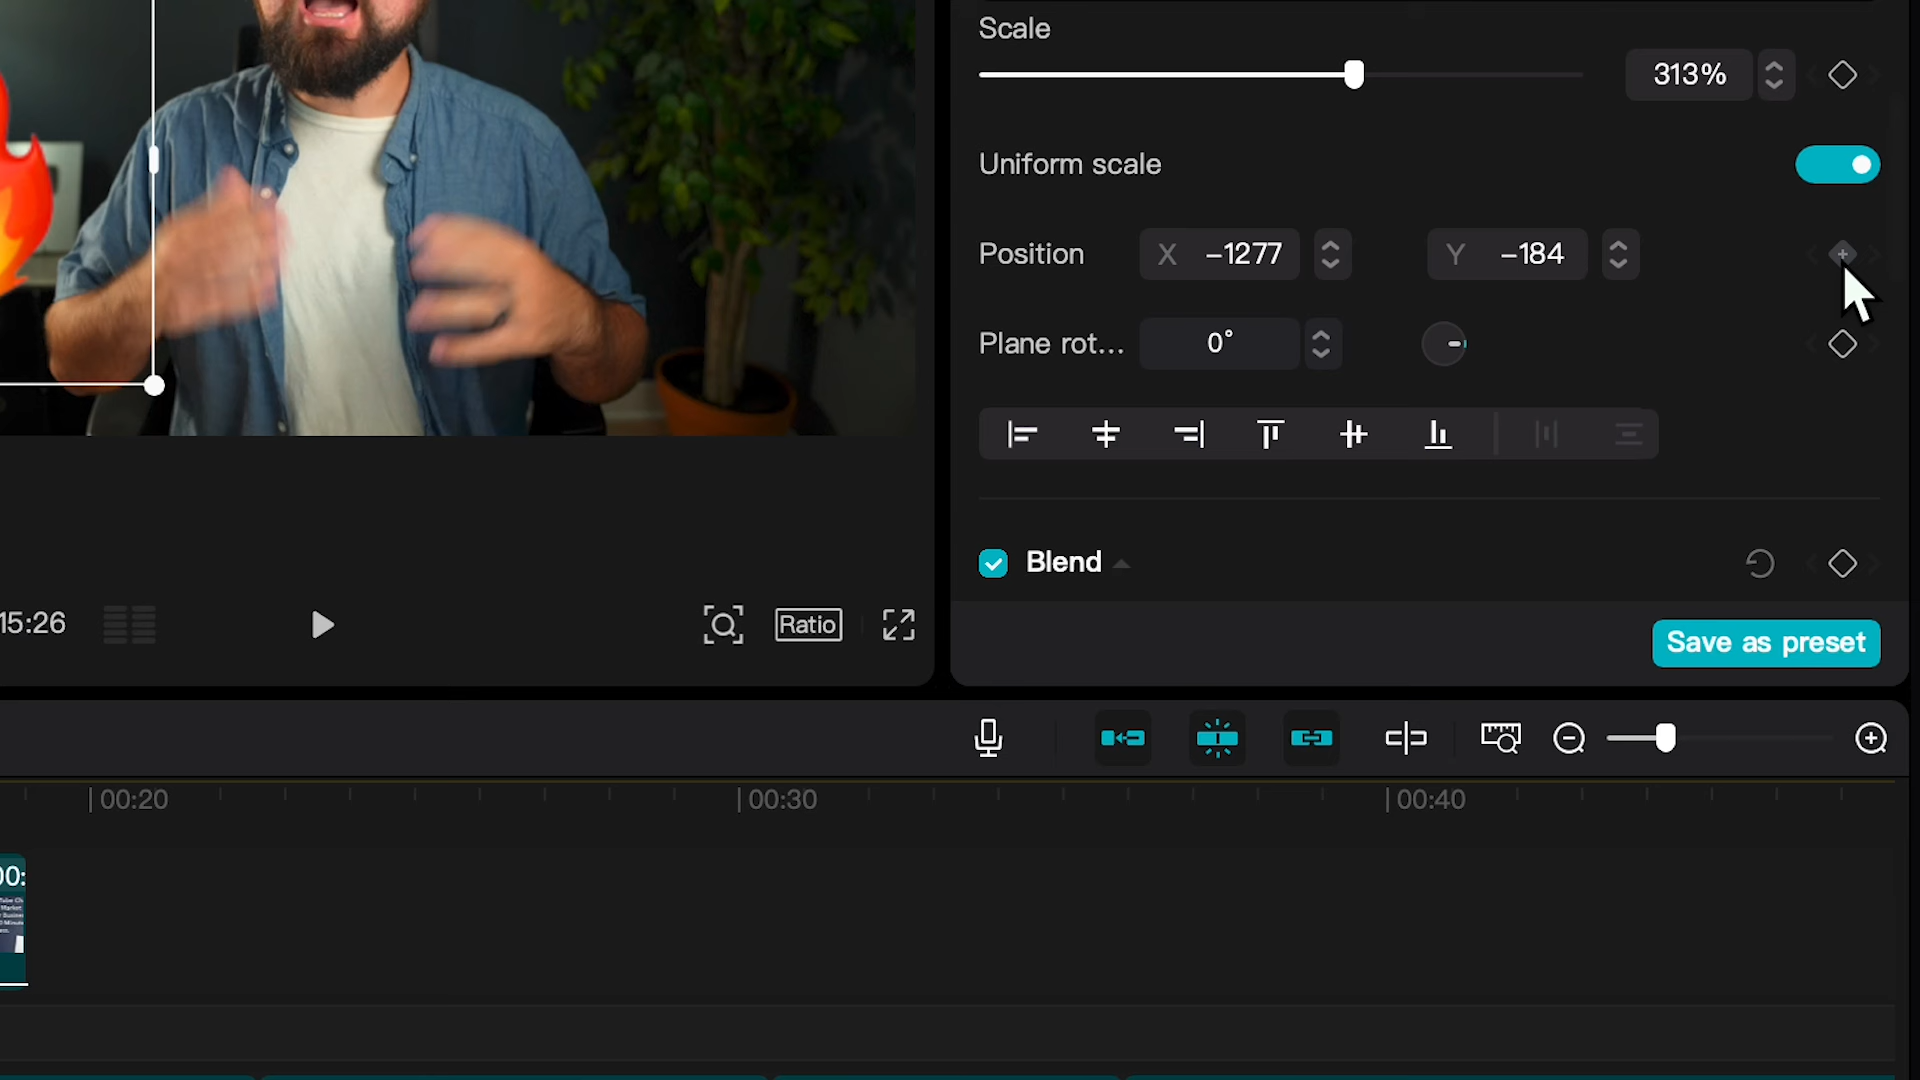 Scale
313%
Uniform scale
Position X -1277 Y -184
Plane rot... 0°
Blend
15:26
Ratio
Save as preset
00:20 00:30 00:40
00: